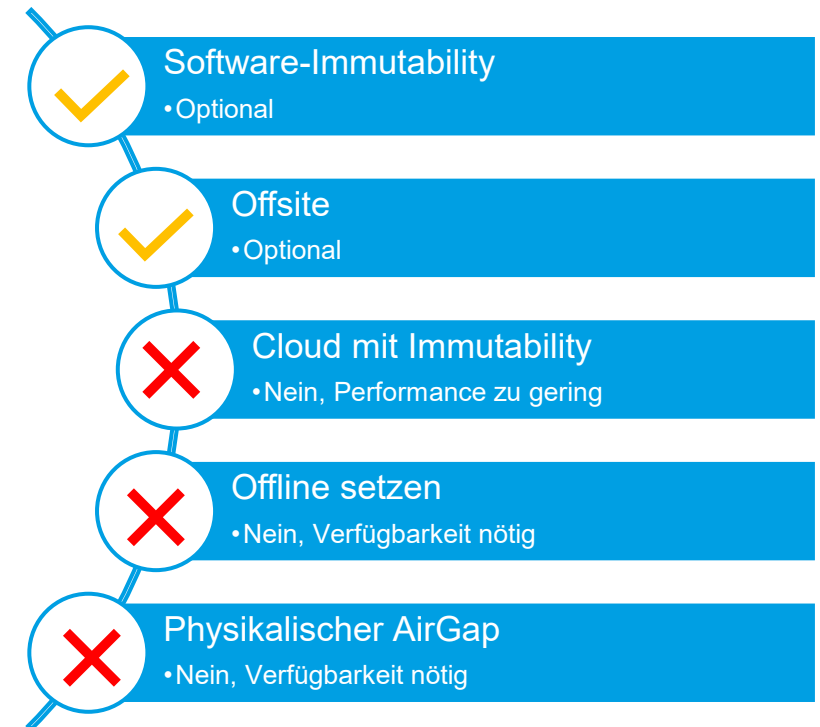 Software-Immutability
•Optional
Offsite
•Optional
Cloud mit Immutability
•Nein, Performance zu gering
Offline setzen
•Nein, Verfügbarkeit nötig
Physikalischer AirGap
•Nein, Verfügbarkeit nötig